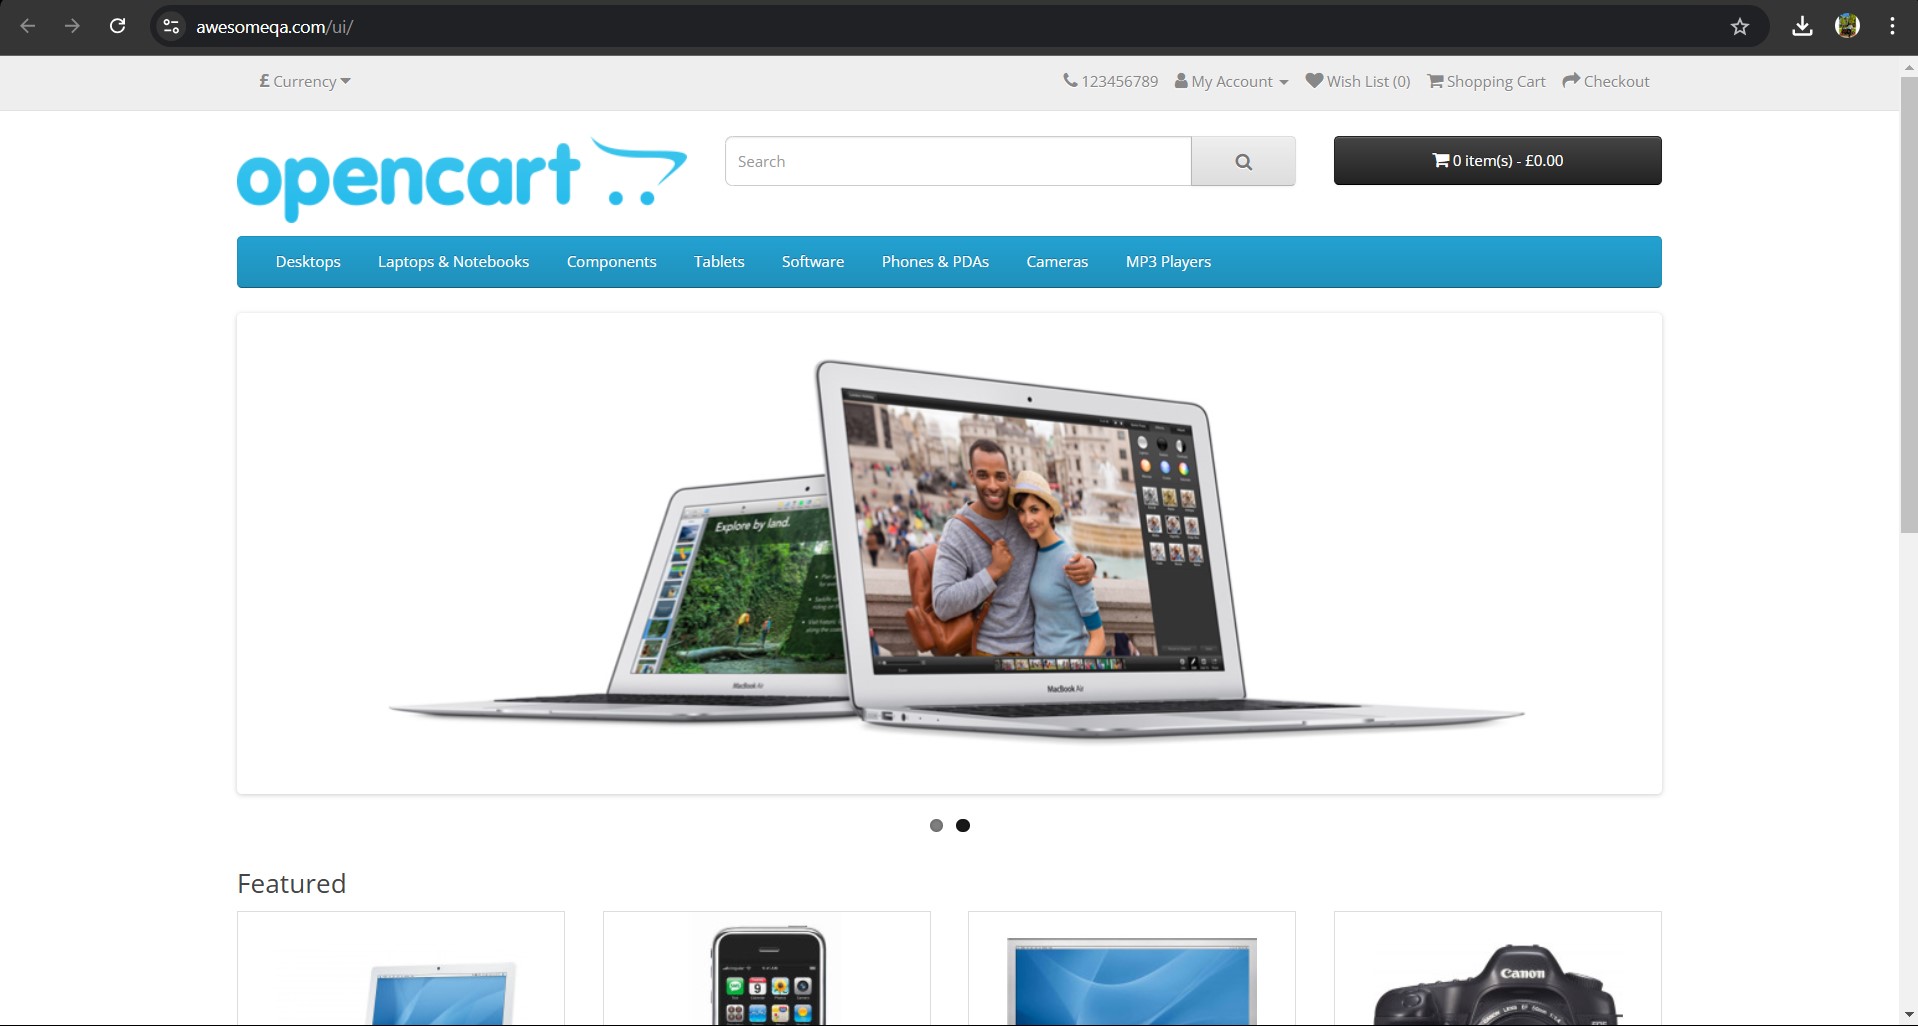 awesomeqa.com/ui/
£ Currency
123456789 My Account Wish List (0) Shopping Cart Checkout
opencart
Search
0 item(s) - £0.00
Desktops Laptops & Notebooks Components Tablets Software Phones & PDAs Cameras MP3 Players
Explore by land.
MacBook Air
MacBook Air
Featured
9
Canon